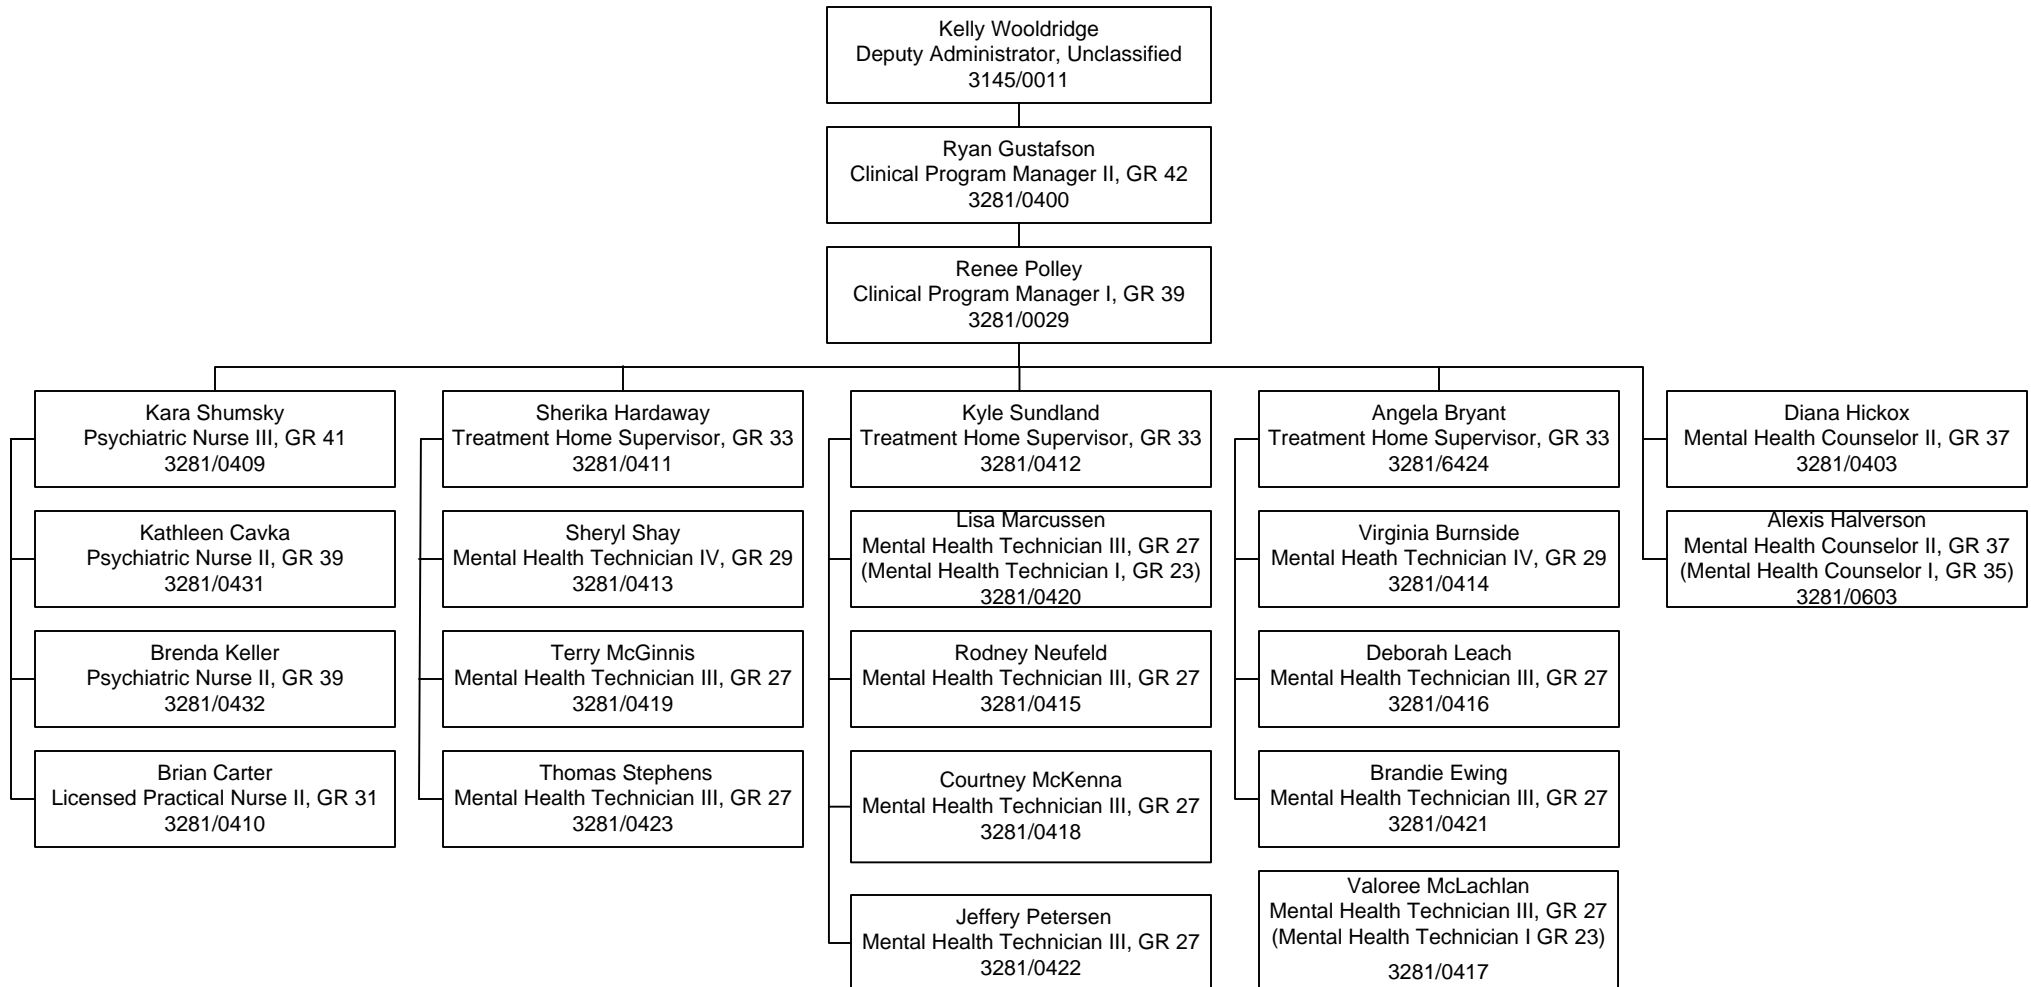 Kelly Wooldridge
Deputy Administrator, Unclassified
3145/0011
Ryan Gustafson
Clinical Program Manager II, GR 42
3281/0400
Renee Polley
Clinical Program Manager I, GR 39
3281/0029
Kara Shumsky
Psychiatric Nurse III, GR 41
3281/0409
Kathleen Cavka
Psychiatric Nurse II, GR 39
3281/0431
Brenda Keller
Psychiatric Nurse II, GR 39
3281/0432
Brian Carter
Licensed Practical Nurse II, GR 31
3281/0410
Sherika Hardaway
Treatment Home Supervisor, GR 33
3281/0411
Sheryl Shay
Mental Health Technician IV, GR 29
3281/0413
Terry McGinnis
Mental Health Technician III, GR 27
3281/0419
Thomas Stephens
Mental Health Technician III, GR 27
3281/0423
Kyle Sundland
Treatment Home Supervisor, GR 33
3281/0412
Lisa Marcussen
Mental Health Technician III, GR 27
(Mental Health Technician I, GR 23)
3281/0420
Rodney Neufeld
Mental Health Technician III, GR 27
3281/0415
Courtney McKenna
Mental Health Technician III, GR 27
3281/0418
Jeffery Petersen
Mental Health Technician III, GR 27
3281/0422
Angela Bryant
Treatment Home Supervisor, GR 33
3281/6424
Virginia Burnside
Mental Heath Technician IV, GR 29
3281/0414
Deborah Leach
Mental Health Technician III, GR 27
3281/0416
Brandie Ewing
Mental Health Technician III, GR 27
3281/0421
Valoree McLachlan
Mental Health Technician III, GR 27
(Mental Health Technician I GR 23)
3281/0417
Diana Hickox
Mental Health Counselor II, GR 37
3281/0403
Alexis Halverson
Mental Health Counselor II, GR 37
(Mental Health Counselor I, GR 35)
3281/0603